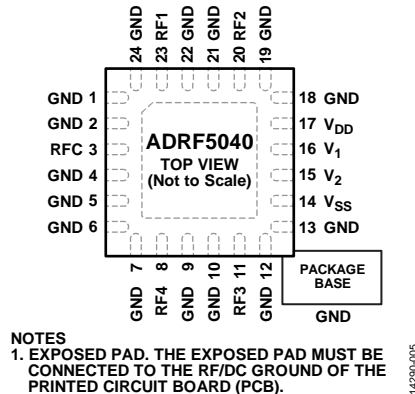 24 GND
23 RF1
22 GND
21 GND
20 RF2
19 GND
GND 1
GND 2
RFC 3
GND 4
GND 5
GND 6
ADRF5040
TOP VIEW
(Not to Scale)
18 GND
17 VDD
16 V1
15 V2
14 VSS
13 GND
GND 7
RF4 8
GND 9
GND 10
RF3 11
GND 12
PACKAGE
BASE
GND
NOTES
1. EXPOSED PAD. THE EXPOSED PAD MUST BE
CONNECTED TO THE RF/DC GROUND OF THE
PRINTED CIRCUIT BOARD (PCB).
14290-005